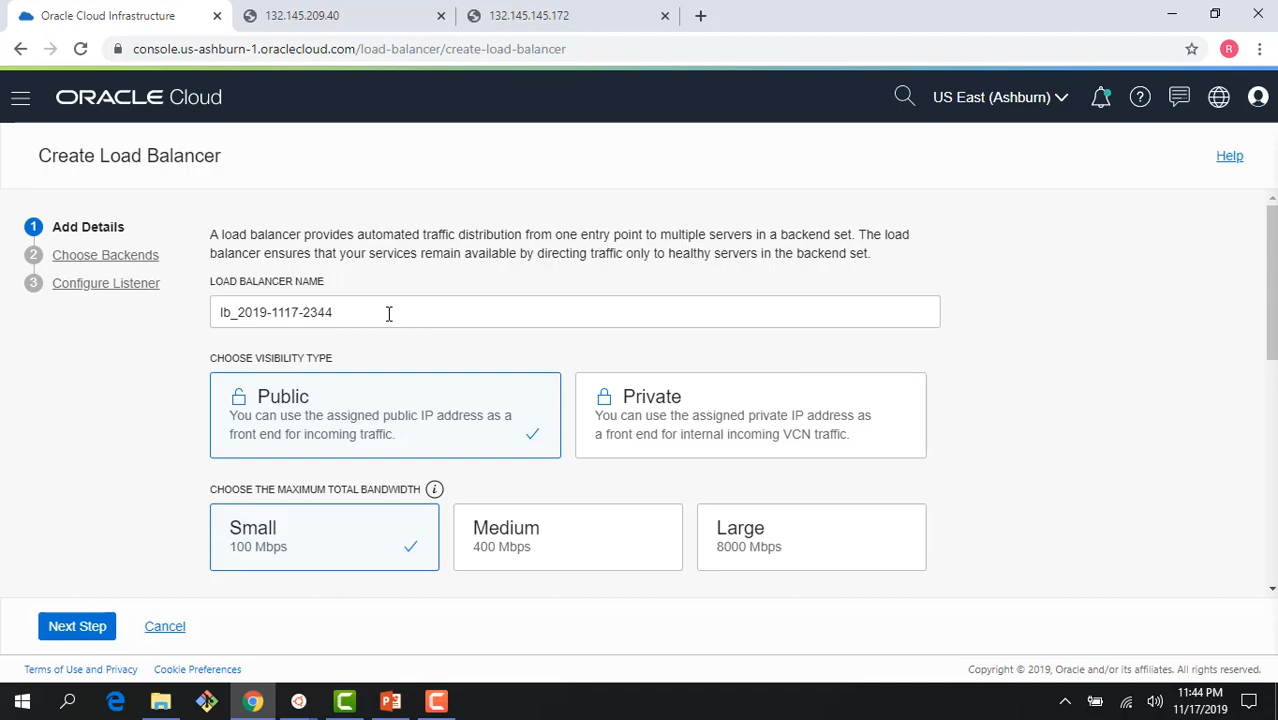 Oracle Cloud Infrastructure
132.145.209.40
132.145.145.172
console.us-ashburn-1.oraclecloud.com/load-balancer/create-load-balancer
R
ORACLE Cloud
US East (Ashburn)
Create Load Balancer
Help
1 Add Details
2 Choose Backends
3 Configure Listener
A load balancer provides automated traffic distribution from one entry point to multiple servers in a backend set. The load
balancer ensures that your services remain available by directing traffic only to healthy servers in the backend set.
LOAD BALANCER NAME
lb_2019-1117-2344
CHOOSE VISIBILITY TYPE
Public
You can use the assigned public IP address as a
front end for incoming traffic.
Private
You can use the assigned private IP address as
a front end for internal incoming VCN traffic.
CHOOSE THE MAXIMUM TOTAL BANDWIDTH i
Small
100 Mbps
Medium
400 Mbps
Large
8000 Mbps
Next Step
Cancel
Terms of Use and Privacy
Cookie Preferences
Copyright © 2019, Oracle and/or its affiliates. All rights reserved.
11:44 PM
11/17/2019